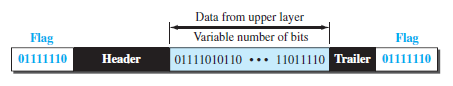 Data from upper layer
Flag Variable number of bits Flag
01111110 Header 01111010110 ••• 11011110 Trailer 01111110